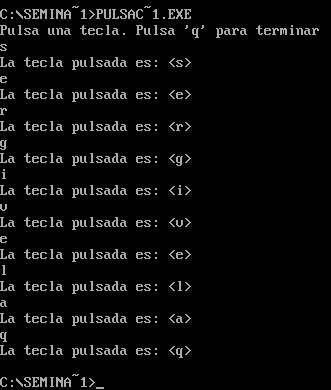 C:\SEMINA~1>PULSAC~1.EXE
Pulsa una tecla. Pulsa 'q' para terminar
s
La tecla pulsada es: <s>
e
La tecla pulsada es: <e>
r
La tecla pulsada es: <r>
g
La tecla pulsada es: <g>
i
La tecla pulsada es: <i>
v
La tecla pulsada es: <v>
e
La tecla pulsada es: <e>
l
La tecla pulsada es: <l>
a
La tecla pulsada es: <a>
q
La tecla pulsada es: <q>
C:\SEMINA~1>_